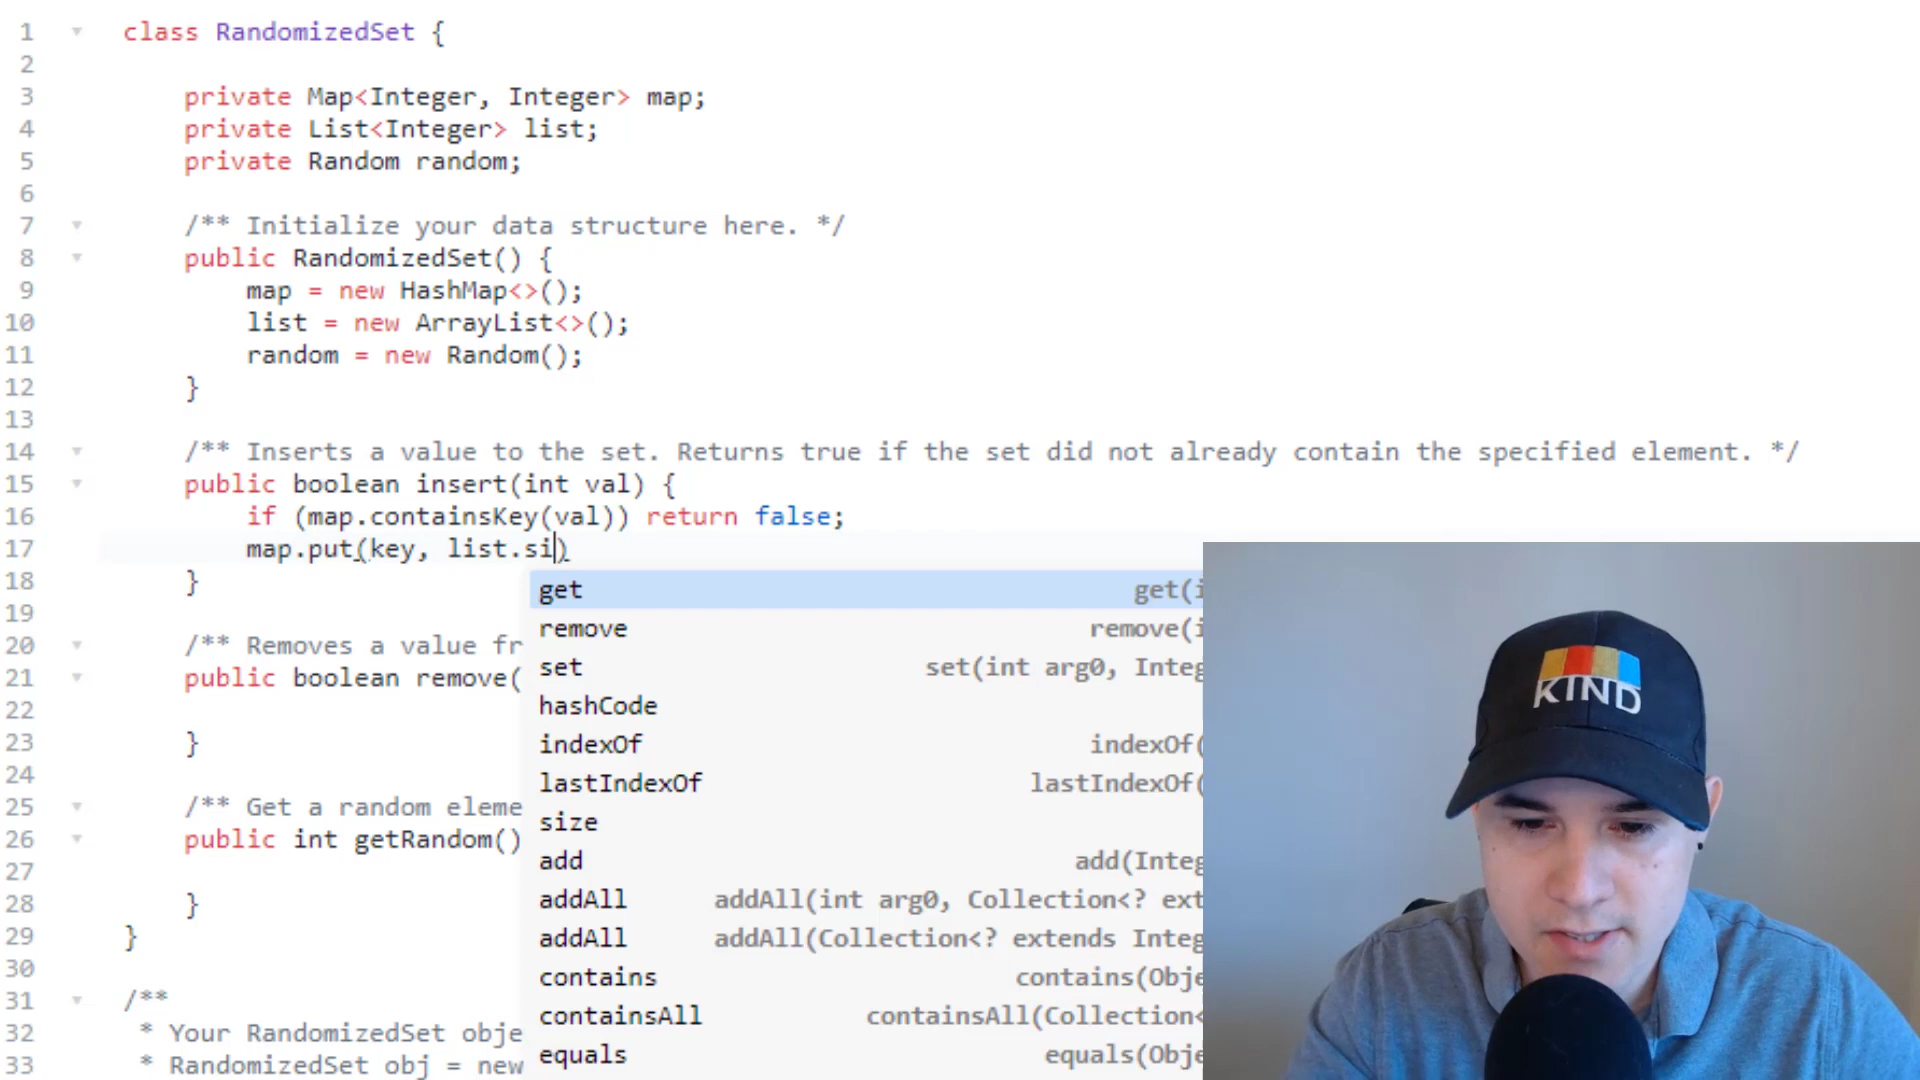 1 class RandomizedSet {
2
3 private Map<Integer, Integer> map;
4 private List<Integer> list;
5 private Random random;
6
7 /** Initialize your data structure here. */
8 public RandomizedSet() {
9 map = new HashMap<>();
10 list = new ArrayList<>();
11 random = new Random();
12 }
13
14 /** Inserts a value to the set. Returns true if the set did not already contain the specified element. */
15 public boolean insert(int val) {
16 if (map.containsKey(val)) return false;
17 map.put(key, list.si)
18 }
19
20 /** Removes a value fr
21 public boolean remove(
22
23 }
24
25 /** Get a random eleme
26 public int getRandom()
27
28 }
29 }
30
31 /**
32 * Your RandomizedSet obje
33 * RandomizedSet obj = new
get get(i
remove remove(i
set set(int arg0, Integ
hashCode
indexOf indexOf(
lastIndexOf lastIndexOf(
size
add add(Integ
addAll addAll(int arg0, Collection<? ext
addAll addAll(Collection<? extends Integ
contains contains(Obje
containsAll containsAll(Collection<
equals equals(Obje
KIND